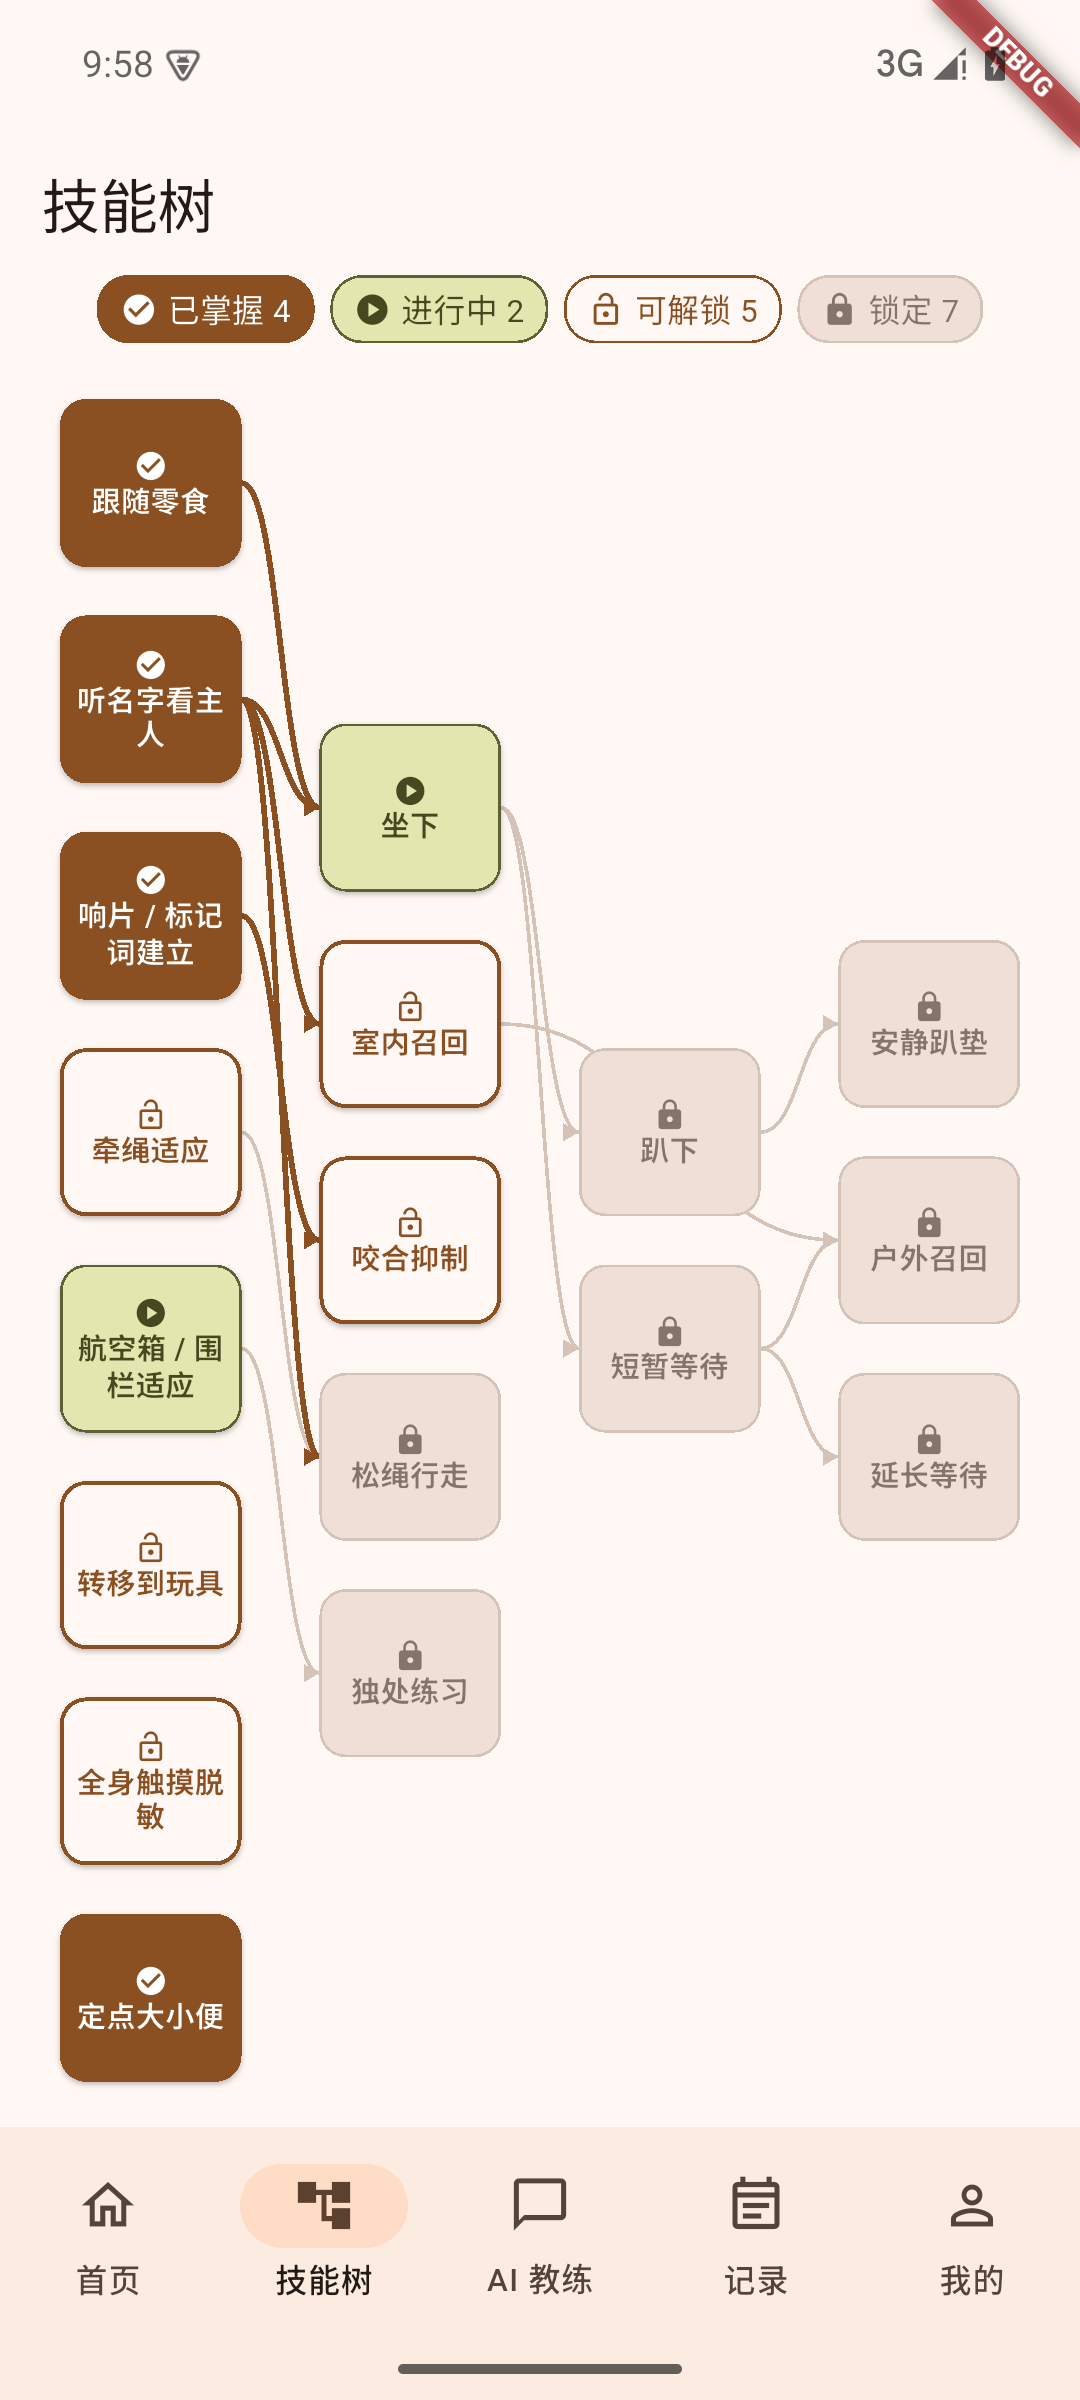 9:58
3G
DEBUG
技能树
已掌握 4
进行中 2
可解锁 5
锁定 7
跟随零食
听名字看主
人
坐下
响片 / 标记
词建立
室内召回
安静趴垫
牵绳适应
趴下
咬合抑制
户外召回
航空箱 / 围
栏适应
短暂等待
松绳行走
延长等待
转移到玩具
独处练习
全身触摸脱
敏
定点大小便
首页
技能树
AI 教练
记录
我的